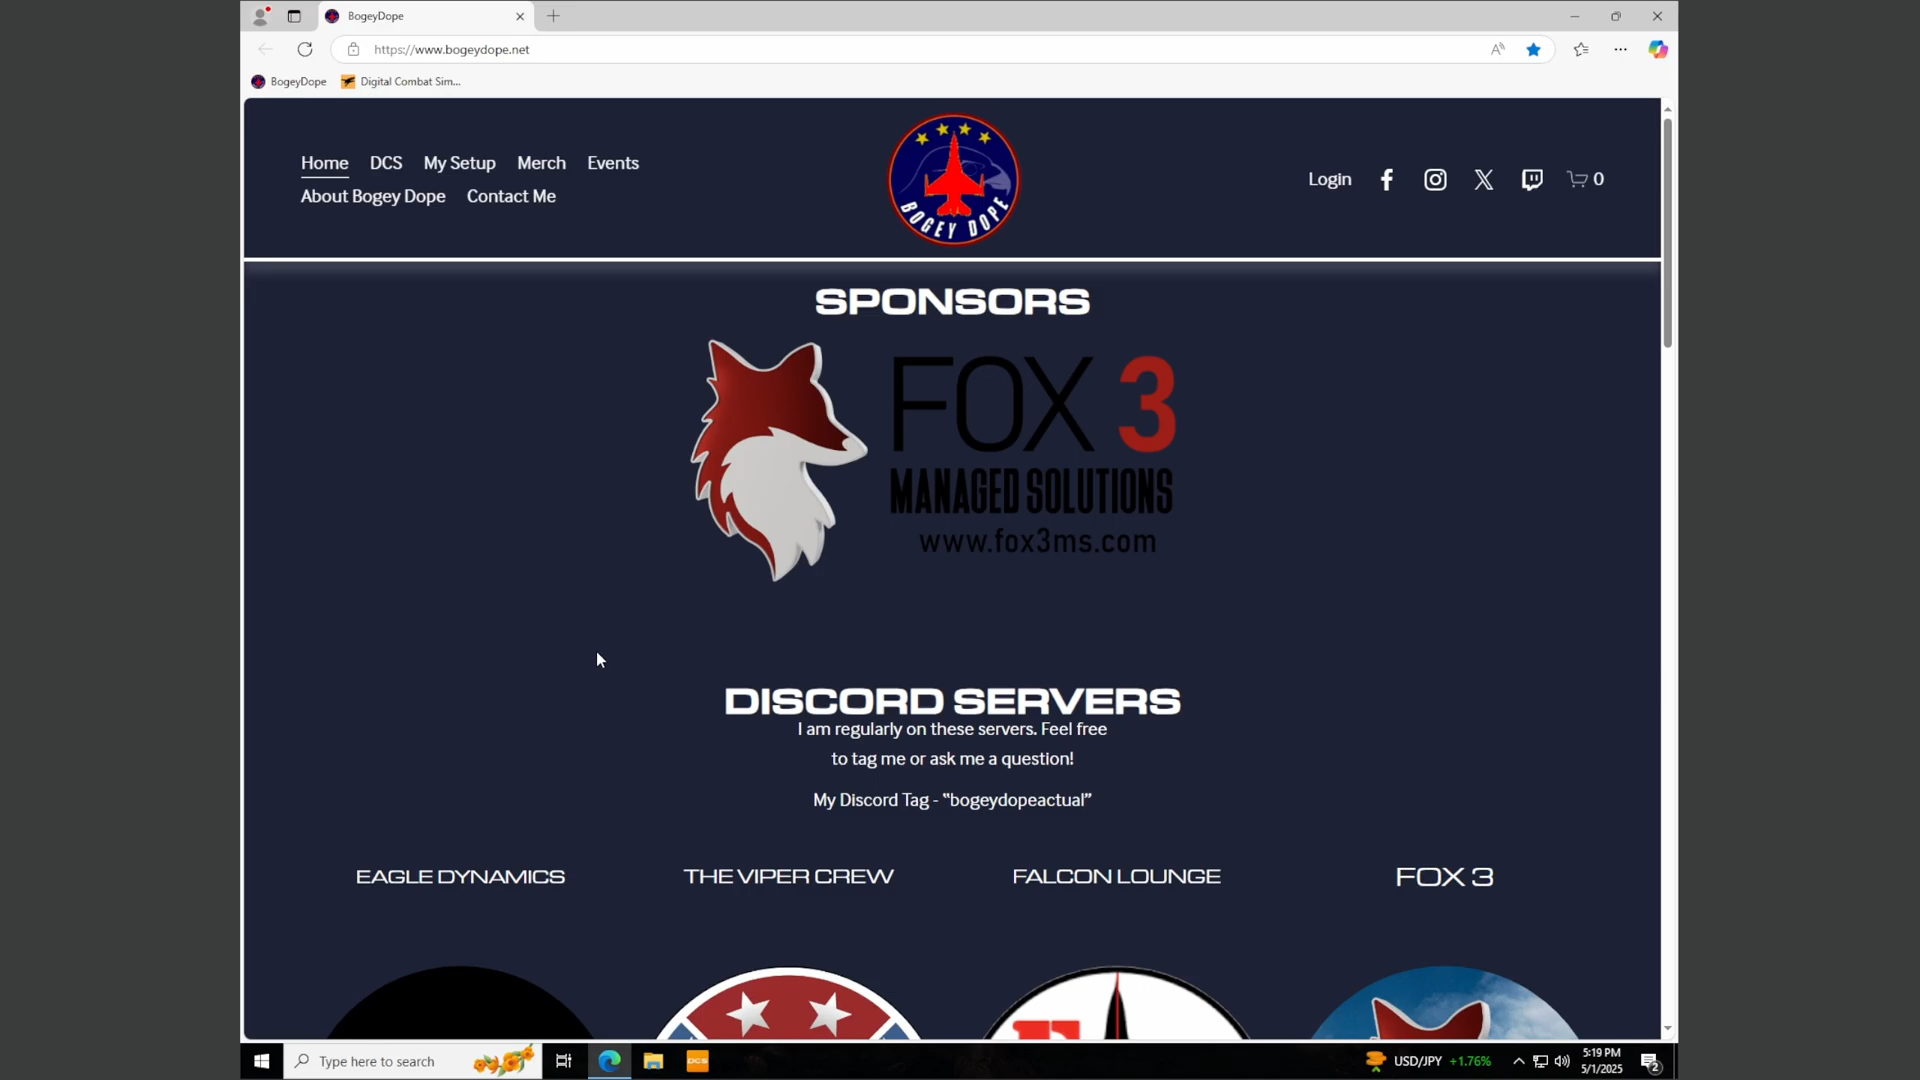 BogeyDope
https://www.bogeydope.net
BogeyDope
Digital Combat Sim...
Home
DCS
My Setup
Merch
Events
About Bogey Dope
Contact Me
BOGEY DOPE
Login
0
SPONSORS
FOX 3
MANAGED SOLUTIONS
www.fox3ms.com
DISCORD SERVERS
I am regularly on these servers. Feel free
to tag me or ask me a question!
My Discord Tag - “bogeydopeactual”
EAGLE DYNAMICS
THE VIPER CREW
FALCON LOUNGE
FOX 3
Type here to search
DCS
USD/JPY +1.76%
5:19 PM
5/1/2025
2